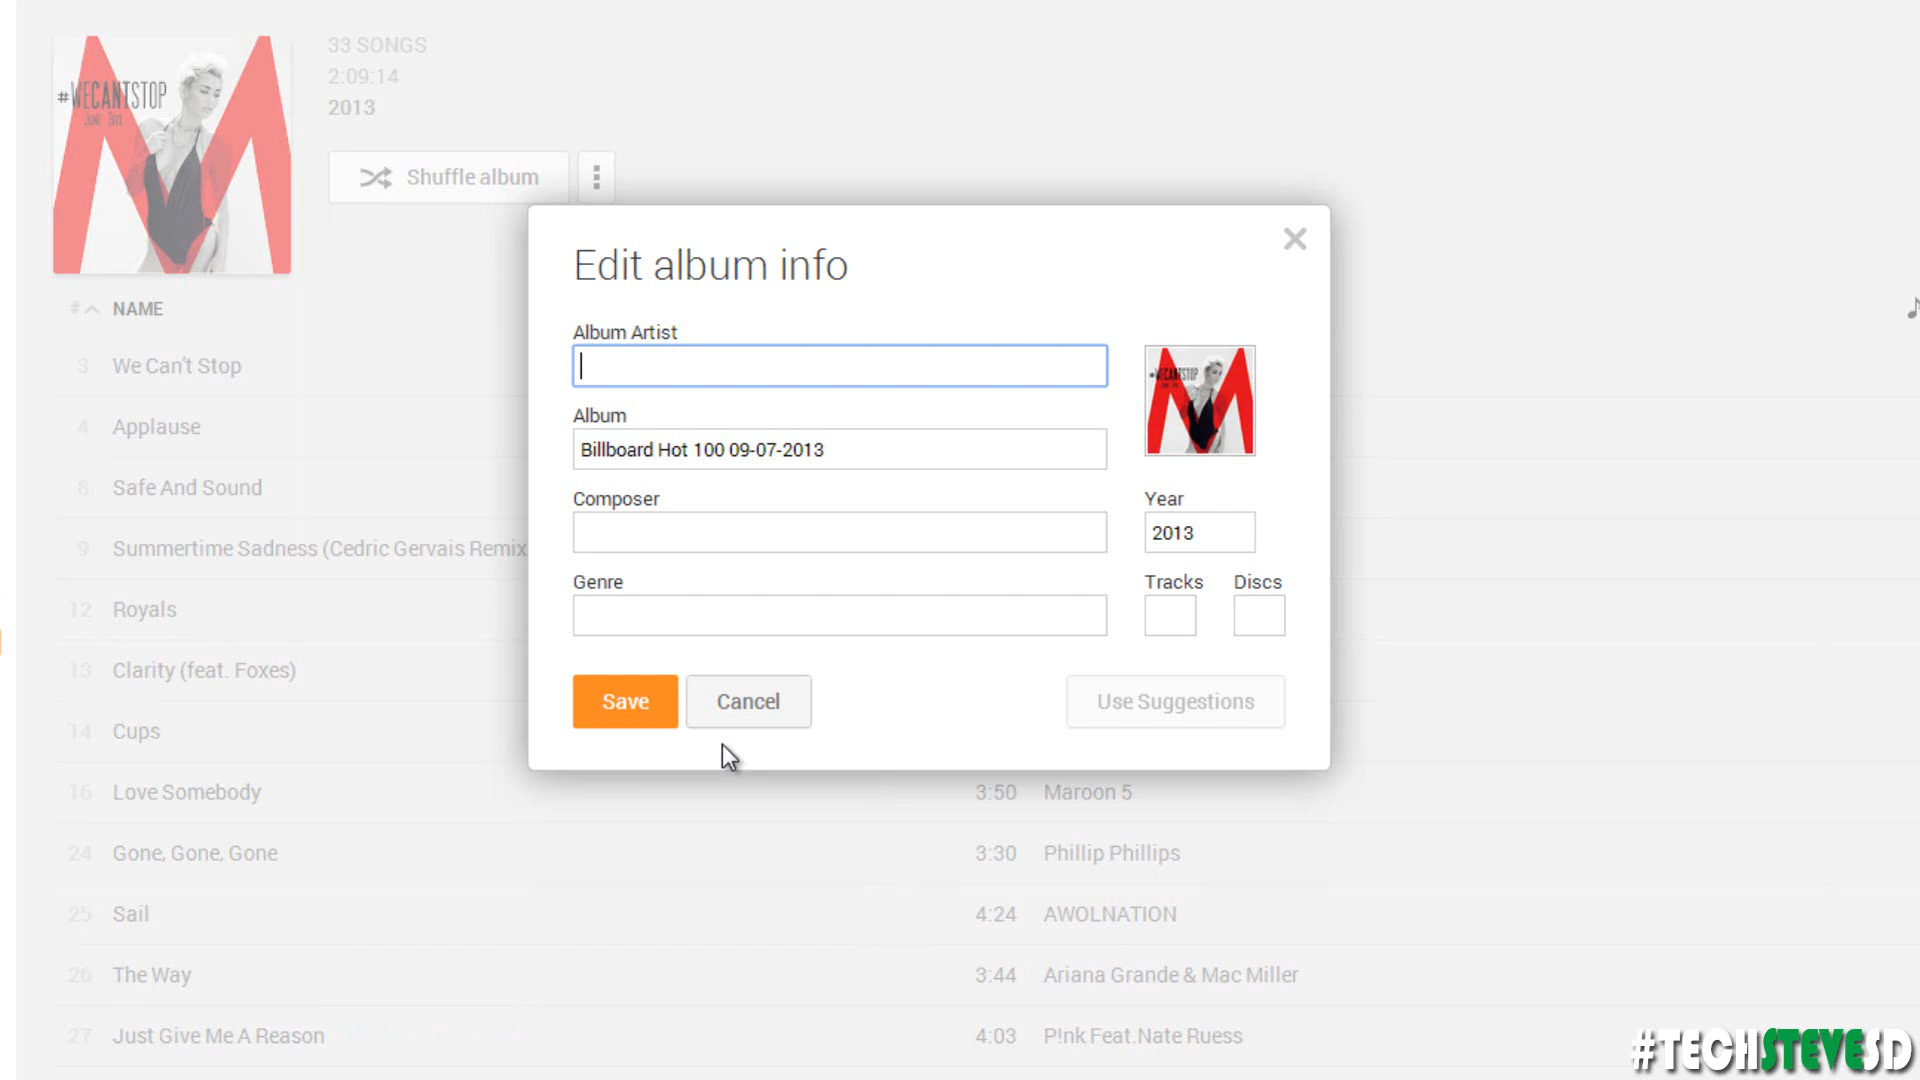 33 SONGS
2:09:14
2013
#WECANTSTOP
JUNE 3RD
Shuffle album
Edit album info
Album Artist
#WECANTSTOP
Album
Billboard Hot 100 09-07-2013
Composer
Year
2013
Genre
Tracks
Discs
Save
Cancel
Use Suggestions
# NAME
3 We Can't Stop
4 Applause
8 Safe And Sound
9 Summertime Sadness (Cedric Gervais Remix
12 Royals
13 Clarity (feat. Foxes)
14 Cups
16 Love Somebody 3:50 Maroon 5
24 Gone, Gone, Gone 3:30 Phillip Phillips
25 Sail 4:24 AWOLNATION
26 The Way 3:44 Ariana Grande & Mac Miller
27 Just Give Me A Reason 4:03 P!nk Feat.Nate Ruess
#TECHSTEVESD